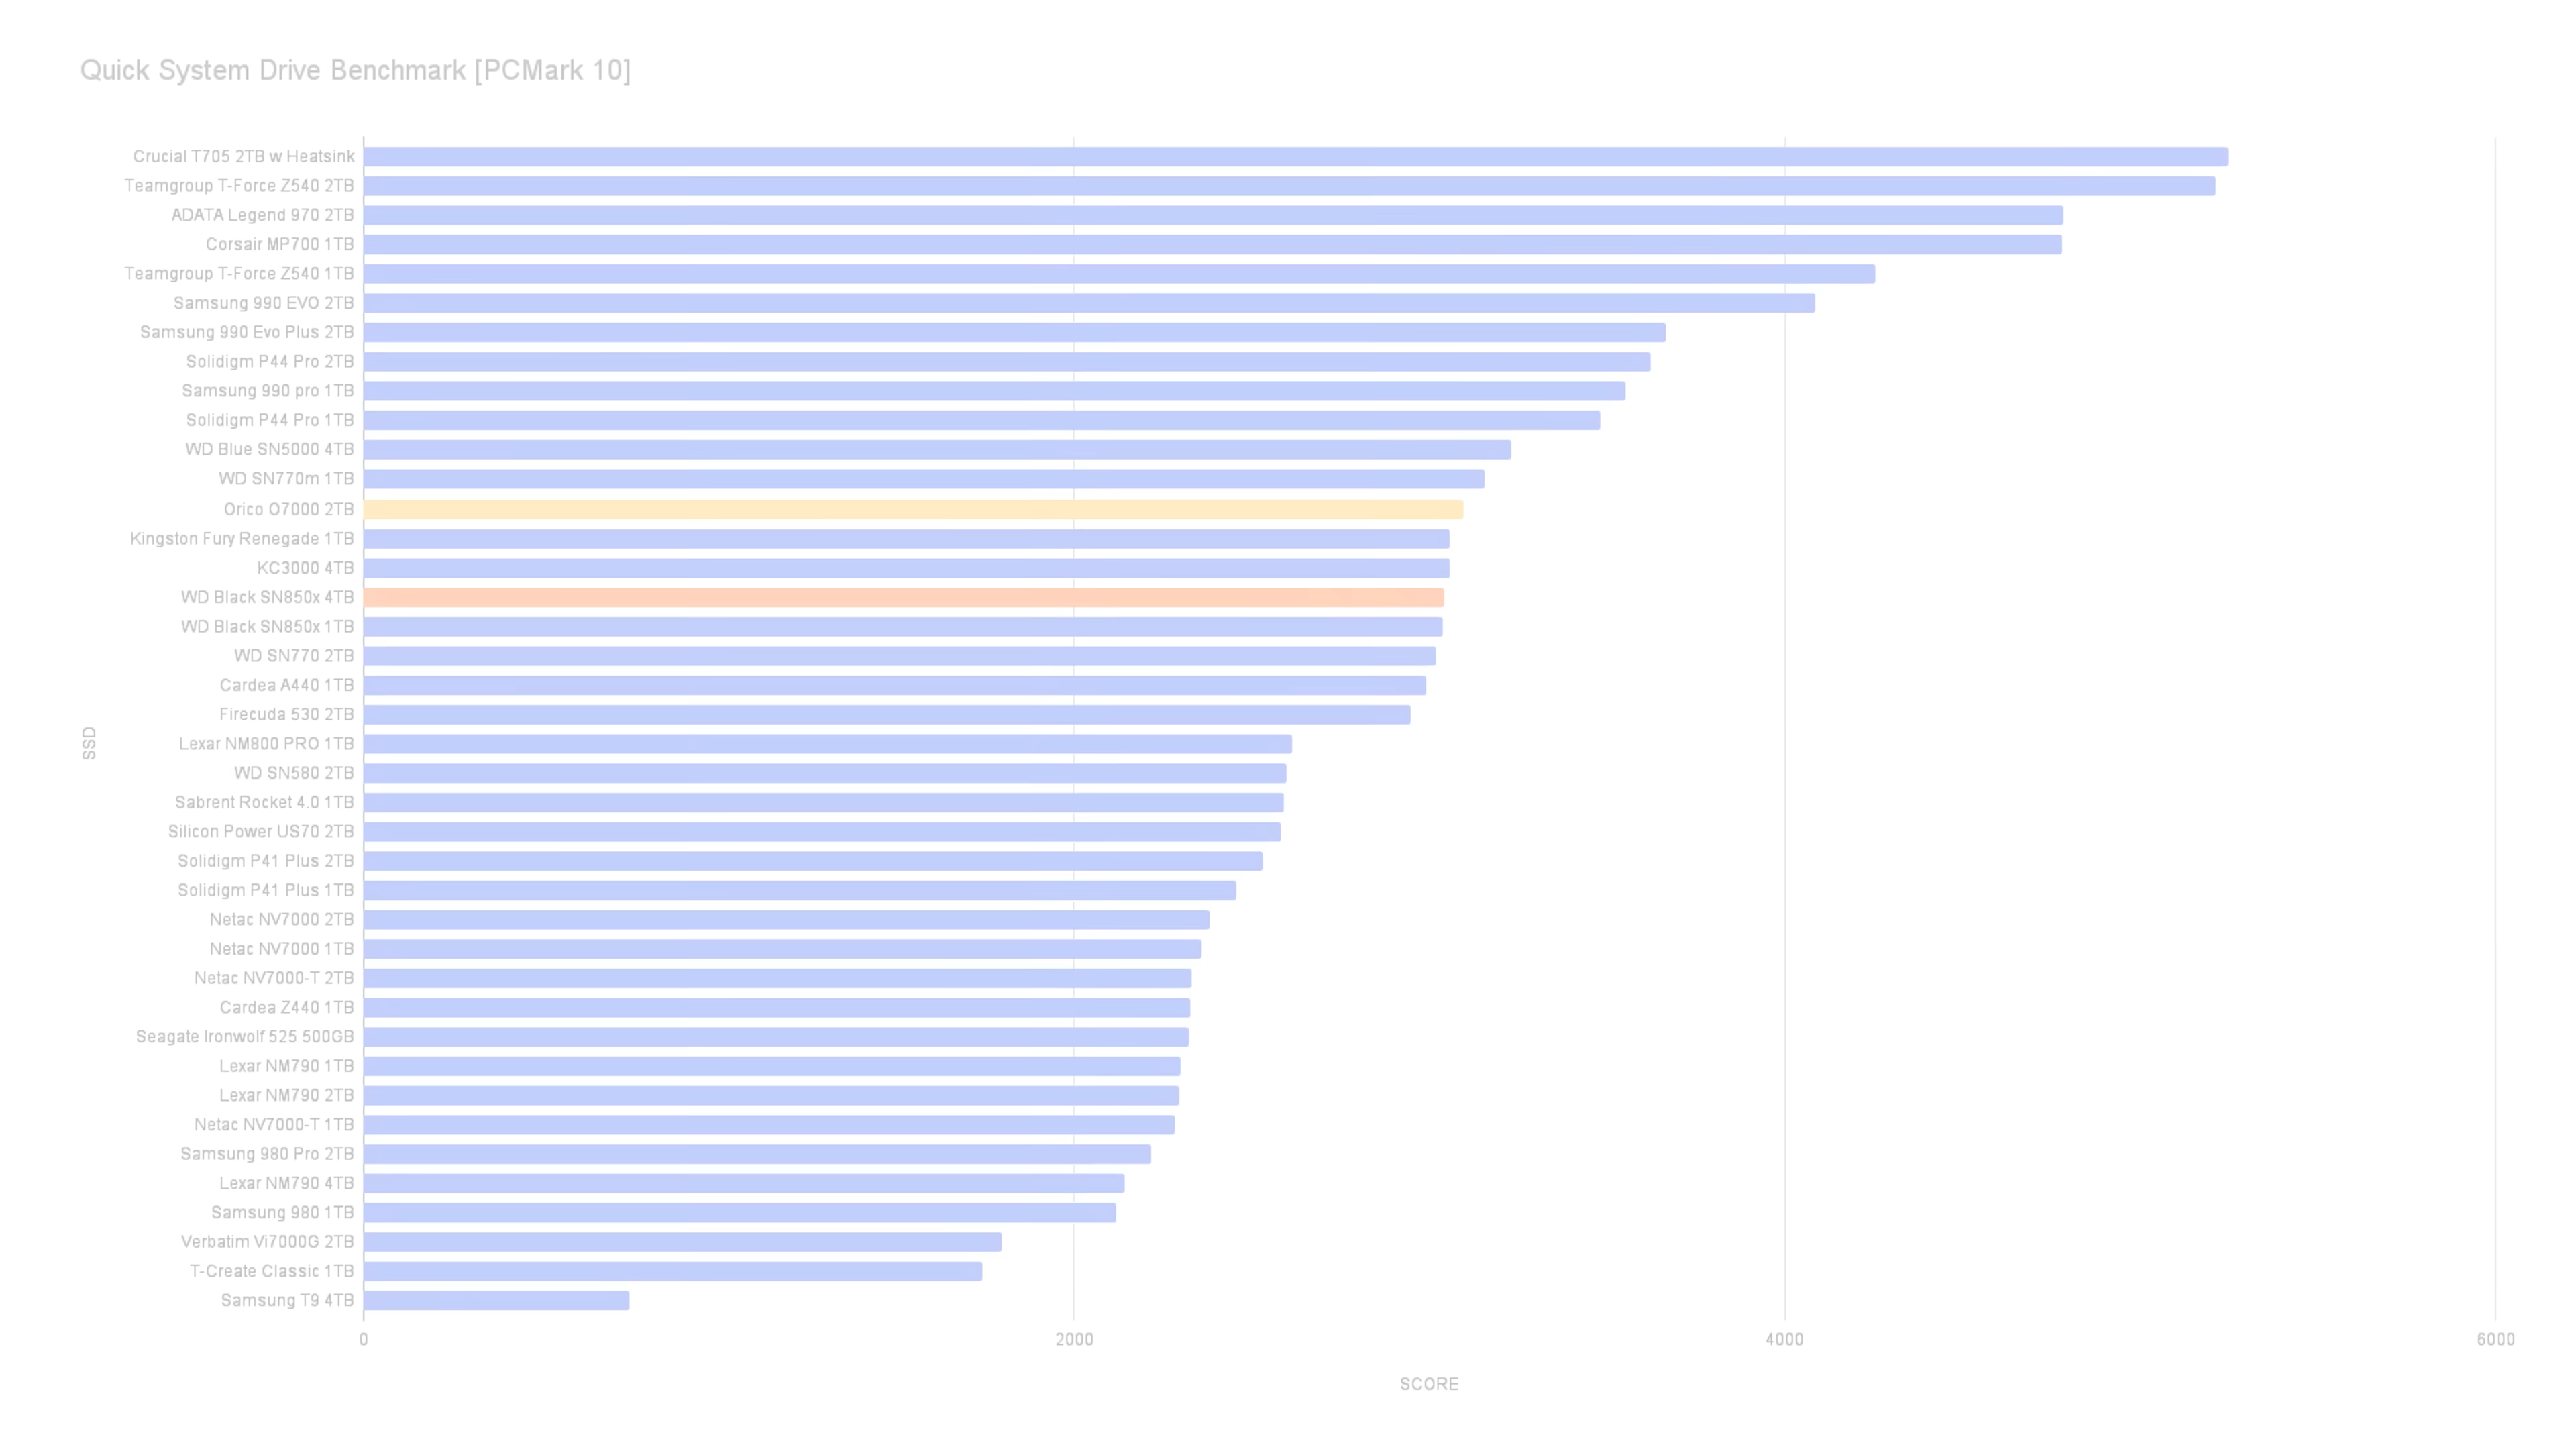 Quick System Drive Benchmark [PCMark 10]
Crucial T705 2TB w Heatsink
Teamgroup T-Force Z540 2TB
ADATA Legend 970 2TB
Corsair MP700 1TB
Teamgroup T-Force Z540 1TB
Samsung 990 EVO 2TB
Samsung 990 Evo Plus 2TB
Solidigm P44 Pro 2TB
Samsung 990 pro 1TB
Solidigm P44 Pro 1TB
WD Blue SN5000 4TB
WD SN770m 1TB
Orico O7000 2TB
Kingston Fury Renegade 1TB
KC3000 4TB
WD Black SN850x 4TB
WD Black SN850x 1TB
WD SN770 2TB
Cardea A440 1TB
Firecuda 530 2TB
Lexar NM800 PRO 1TB
WD SN580 2TB
Sabrent Rocket 4.0 1TB
Silicon Power US70 2TB
Solidigm P41 Plus 2TB
Solidigm P41 Plus 1TB
Netac NV7000 2TB
Netac NV7000 1TB
Netac NV7000-T 2TB
Cardea Z440 1TB
Seagate Ironwolf 525 500GB
Lexar NM790 1TB
Lexar NM790 2TB
Netac NV7000-T 1TB
Samsung 980 Pro 2TB
Lexar NM790 4TB
Samsung 980 1TB
Verbatim Vi7000G 2TB
T-Create Classic 1TB
Samsung T9 4TB
SSD
0 2000 4000 6000
SCORE